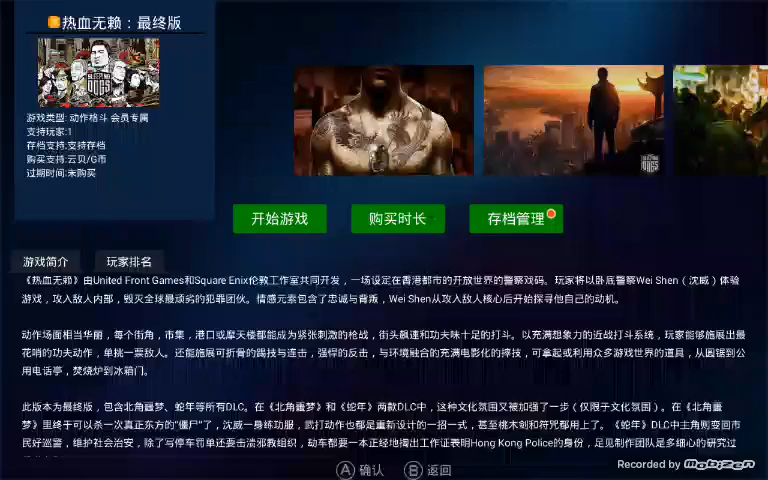 热血无赖：最终版
SLEEPING DOGS
游戏类型: 动作格斗 会员专属
支持玩家:1
存档支持:支持存档
购买支持:云贝/G币
过期时间:未购买
开始游戏
购买时长
存档管理
游戏简介
玩家排名
《热血无赖》由United Front Games和Square Enix伦敦工作室共同开发，一场设定在香港都市的开放世界的警察戏码。玩家将以卧底警察Wei Shen（沈威）体验
游戏，攻入敌人内部，毁灭全球最顽劣的犯罪团伙。情感元素包含了忠诚与背叛，Wei Shen从攻入敌人核心后开始探寻他自己的动机。
动作场面相当华丽，每个街角，市集，港口或摩天楼都能成为紧张刺激的枪战，街头飙速和功夫味十足的打斗。以充满想象力的近战打斗系统，玩家能够施展出最
花哨的功夫动作，单挑一票敌人。还能施展可折骨的踢技与连击，强悍的反击，与环境融合的充满电影化的摔技，可拿起或利用众多游戏世界的道具，从圆锯到公
用电话亭，焚烧炉到冰箱门。
此版本为最终版，包含北角噩梦、蛇年等所有DLC。在《北角噩梦》和《蛇年》两款DLC中，这种文化氛围又被加强了一步（仅限于文化氛围）。在《北角噩
梦》里终于可以杀一次真正东方的“僵尸”了，沈威一身练功服，武打动作也都是重新设计的一招一式，甚至桃木剑和符咒都用上了。《蛇年》DLC中主角则变回市
民好巡警，维护社会治安，除了写停车罚单还要击溃邪教组织，劫车都要一本正经地掏出工作证表明Hong Kong Police的身份，足见制作团队是多细心的研究过
A 确认
B 返回
Recorded by Mobizen